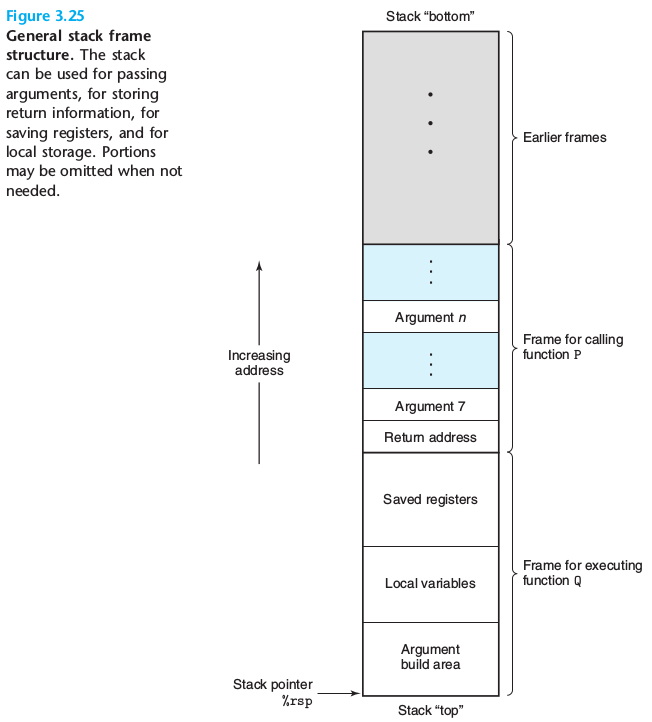 Figure 3.25
General stack frame
structure. The stack
can be used for passing
arguments, for storing
return information, for
saving registers, and for
local storage. Portions
may be omitted when not
needed.
Stack “bottom”
Earlier frames
Increasing
address
Argument n
Argument 7
Return address
Frame for calling
function P
Saved registers
Local variables
Argument
build area
Frame for executing
function Q
Stack pointer
%rsp
Stack “top”